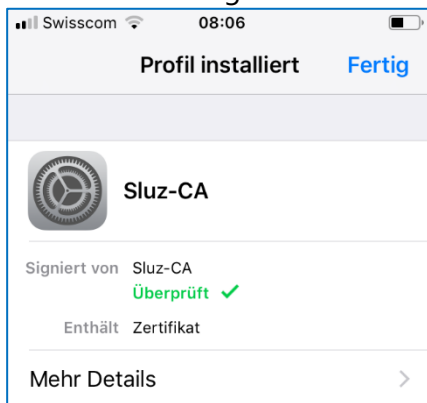 Swisscom 08:06
Profil installiert Fertig
Sluz-CA
Signiert von Sluz-CA
Überprüft
Enthält Zertifikat
Mehr Details